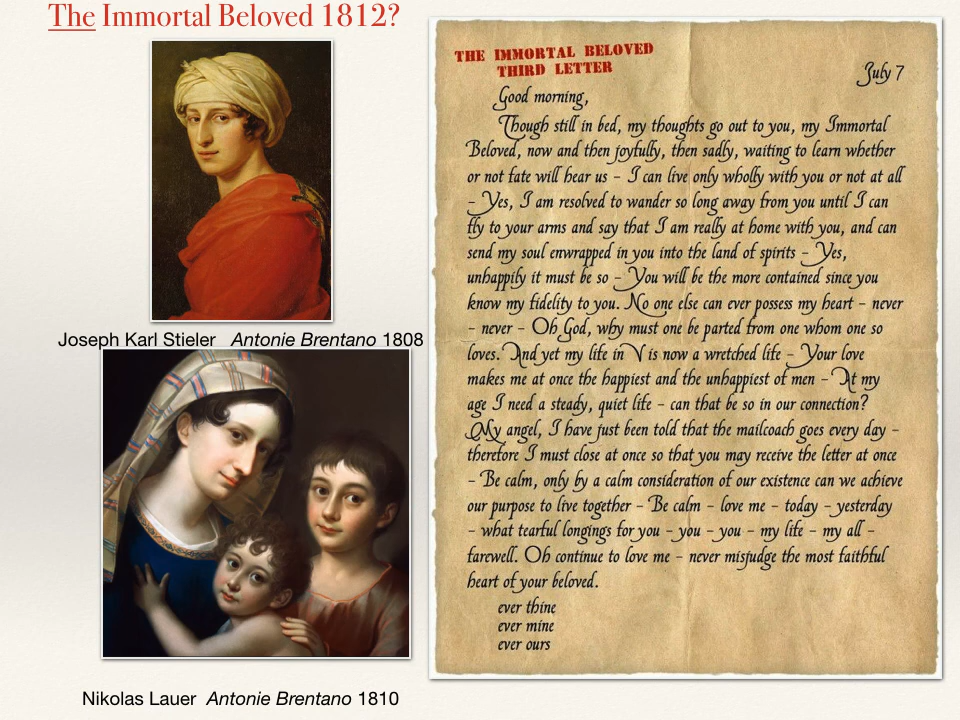 The Immortal Beloved 1812?
Joseph Karl Stieler Antonie Brentano 1808
Nikolas Lauer Antonie Brentano 1810
THE IMMORTAL BELOVED
THIRD LETTER
July 7
Good morning,
Though still in bed, my thoughts go out to you, my Immortal
Beloved, now and then joyfully, then sadly, waiting to learn whether
or not fate will hear us - I can live only wholly with you or not at all
- Yes, I am resolved to wander so long away from you until I can
fly to your arms and say that I am really at home with you, and can
send my soul enwrapped in you into the land of spirits - Yes,
unhappily it must be so - You will be the more contained since you
know my fidelity to you. No one else can ever possess my heart - never
- never - Oh God, why must one be parted from one whom one so
loves. And yet my life in V is now a wretched life - Your love
makes me at once the happiest and the unhappiest of men - At my
age I need a steady, quiet life - can that be so in our connection?
My angel, I have just been told that the mailcoach goes every day -
therefore I must close at once so that you may receive the letter at once
- Be calm, only by a calm consideration of our existence can we achieve
our purpose to live together - Be calm - love me - today - yesterday
- what tearful longings for you - you - you - my life - my all -
farewell. Oh continue to love me - never misjudge the most faithful
heart of your beloved.
ever thine
ever mine
ever ours